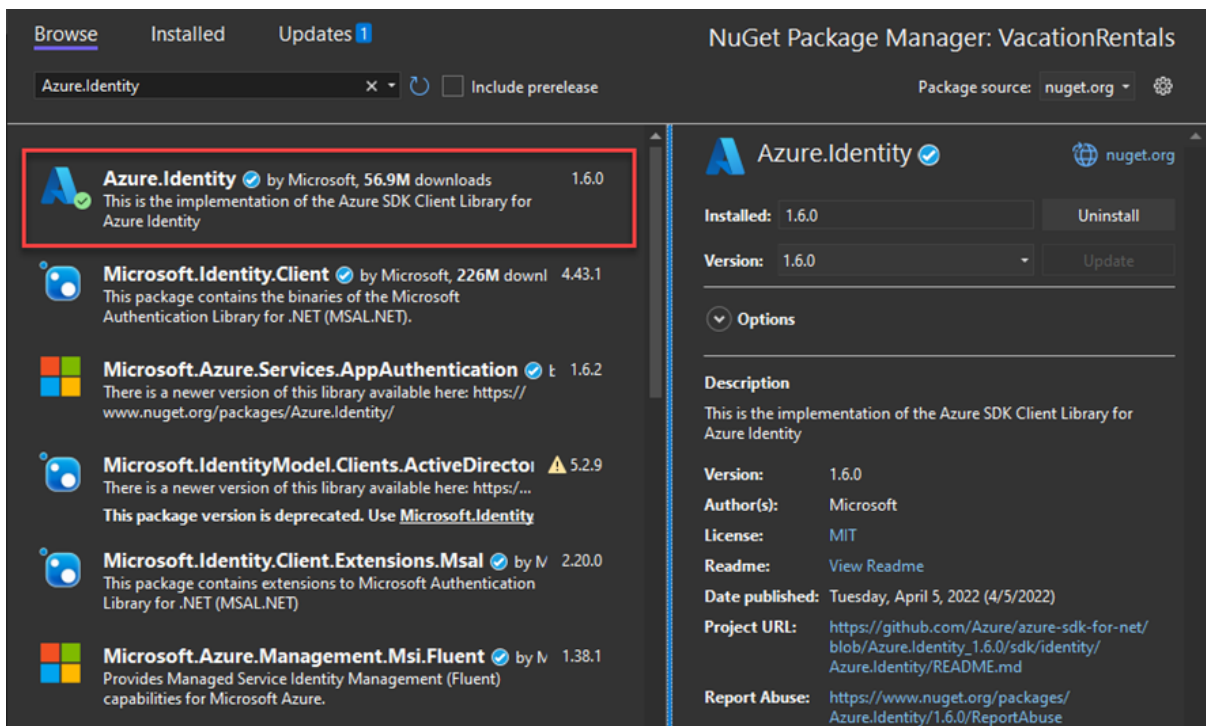 Browse Installed Updates 1
NuGet Package Manager: VacationRentals
Azure.Identity
Include prerelease
Package source: nuget.org
Azure.Identity by Microsoft, 56.9M downloads 1.6.0
This is the implementation of the Azure SDK Client Library for
Azure Identity
Microsoft.Identity.Client by Microsoft, 226M downl 4.43.1
This package contains the binaries of the Microsoft
Authentication Library for .NET (MSAL.NET).
Microsoft.Azure.Services.AppAuthentication 1.6.2
There is a newer version of this library available here: https://
www.nuget.org/packages/Azure.Identity/
Microsoft.IdentityModel.Clients.ActiveDirecto 5.2.9
There is a newer version of this library available here: https:/...
This package version is deprecated. Use Microsoft.Identity
Microsoft.Identity.Client.Extensions.Msal by M 2.20.0
This package contains extensions to Microsoft Authentication
Library for .NET (MSAL.NET)
Microsoft.Azure.Management.Msi.Fluent by M 1.38.1
Provides Managed Service Identity Management (Fluent)
capabilities for Microsoft Azure.
Azure.Identity
nuget.org
Installed: 1.6.0 Uninstall
Version: 1.6.0 Update
Options
Description
This is the implementation of the Azure SDK Client Library for
Azure Identity
Version: 1.6.0
Author(s): Microsoft
License: MIT
Readme: View Readme
Date published: Tuesday, April 5, 2022 (4/5/2022)
Project URL: https://github.com/Azure/azure-sdk-for-net/
blob/Azure.Identity_1.6.0/sdk/identity/
Azure.Identity/README.md
Report Abuse: https://www.nuget.org/packages/
Azure.Identity/1.6.0/ReportAbuse